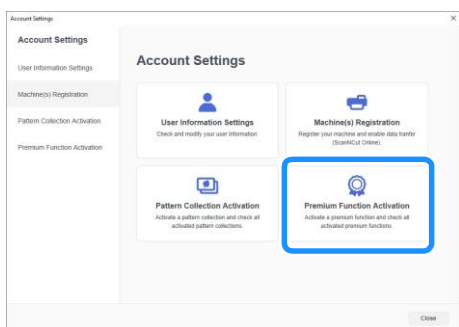 Account Settings
Account Settings
User Information Settings
Machine(s) Registration
Pattern Collection Activation
Premium Function Activation
Account Settings
User Information Settings
Check and modify your user information
Machine(s) Registration
Register your machine and enable data tranfer
(ScanNCut Online).
Pattern Collection Activation
Activate a pattern collection and check all
activated pattern collections.
Premium Function Activation
Activate a premium function and check all
activated premium functions.
Close